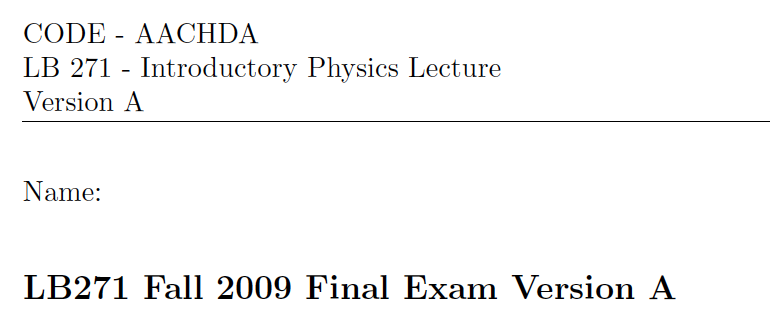 CODE - AACHDA
LB 271 - Introductory Physics Lecture
Version A
Name:
LB271 Fall 2009 Final Exam Version A